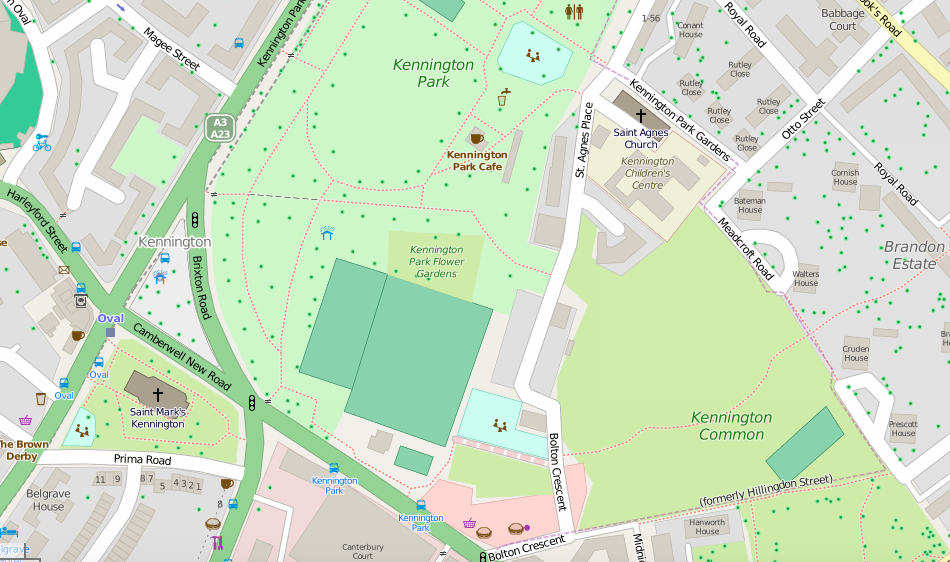 n Oval
Magee Street
Kennington Park
1-56
Conant
House
Royal Road
Babbage
Court
ook's Road
Kennington
Park
Rutley
Close
Rutley
Close
Rutley
Close
Rutley
Close
Rutley
Close
A3
A23
Kennington
Park Cafe
St. Agnes Place
Kennington Park Gardens
Saint Agnes
Church
Otto Street
Kennington
Children's
Centre
Royal Road
Cornish
House
Bateman
House
Harleyford Street
Kennington
Kennington
Park Flower
Gardens
Meadcroft Road
Brandon
Estate
se
Walters
House
Brixton Road
Oval
Camberwell New Road
Bra
H
Cruden
House
Oval
Oval
Saint Mark's
Kennington
Kennington
Common
Prescott
House
The Brown
Derby
Prima Road
Bolton Crescent
11
9
8 7
5
4 3 2 1
8
Kennington
Park
(formerly Hillingdon Street)
Belgrave
House
Kennington
Park
Hanworth
House
elgrave
Canterbury
Court
Bolton Crescent
Midn